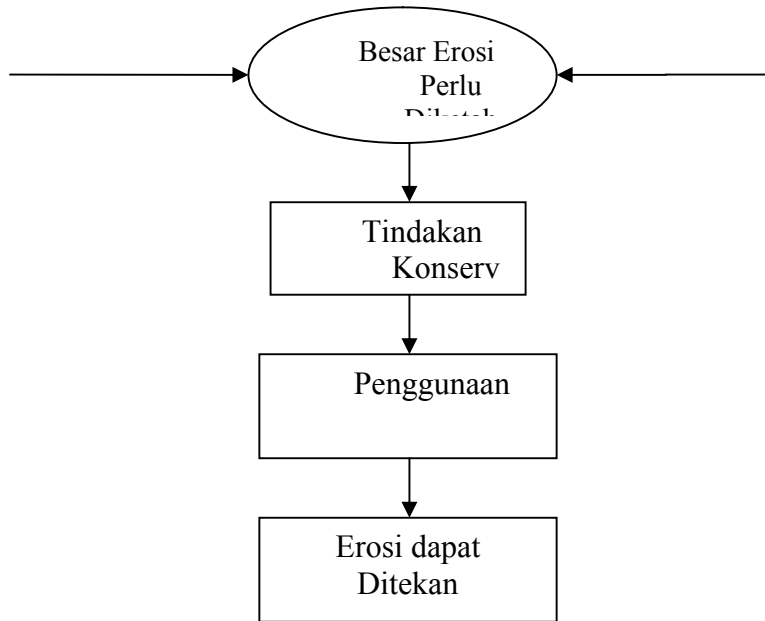 Besar Erosi
Perlu
Tindakan
Konserv
Penggunaan
Erosi dapat
Ditekan